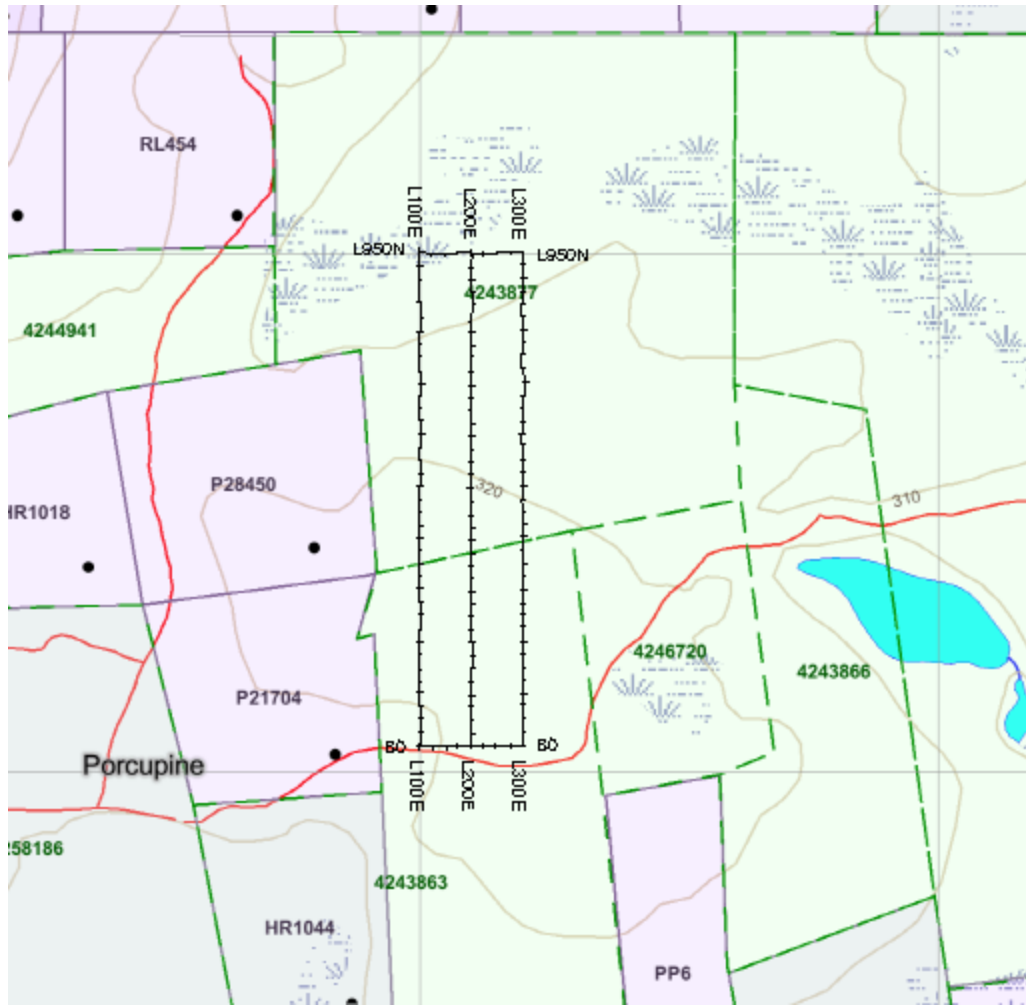 RL454
L100E
L200E
L300E
L950N
L950N
4243877
4244941
P28450
320
310
HR1018
4246720
4243866
P21704
B0
B0
Porcupine
L100E
L200E
L300E
258186
4243863
HR1044
PP6